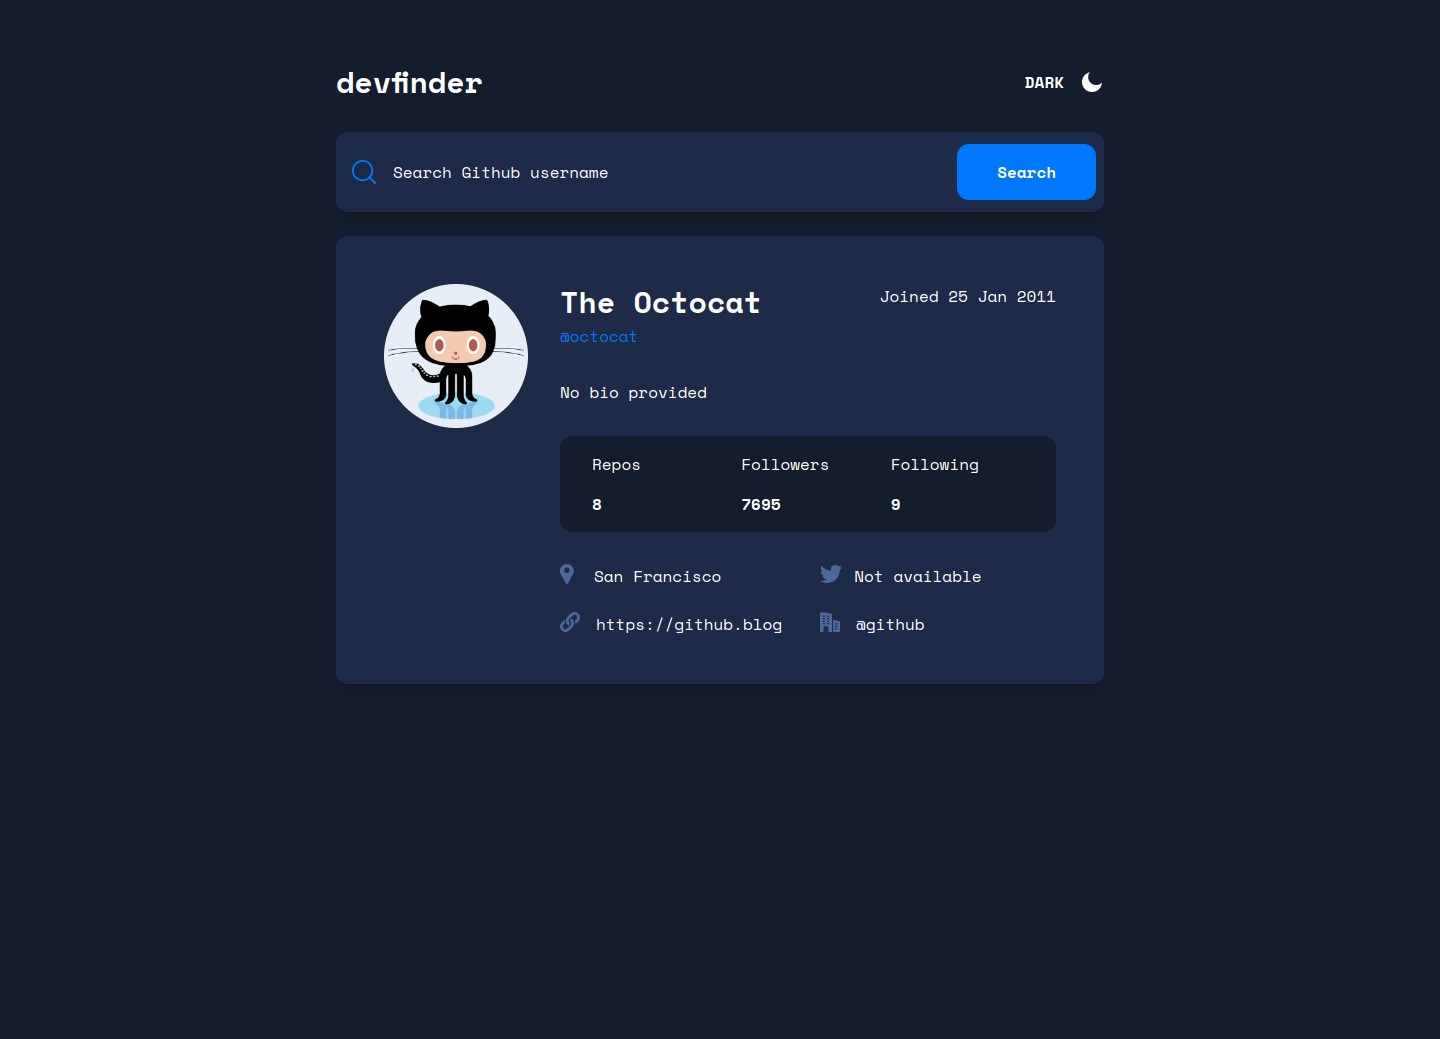 devfinder
DARK
Search Github username
Search
The Octocat
Joined 25 Jan 2011
@octocat
No bio provided
Repos Followers Following
8 7695 9
San Francisco
Not available
https://github.blog
@github